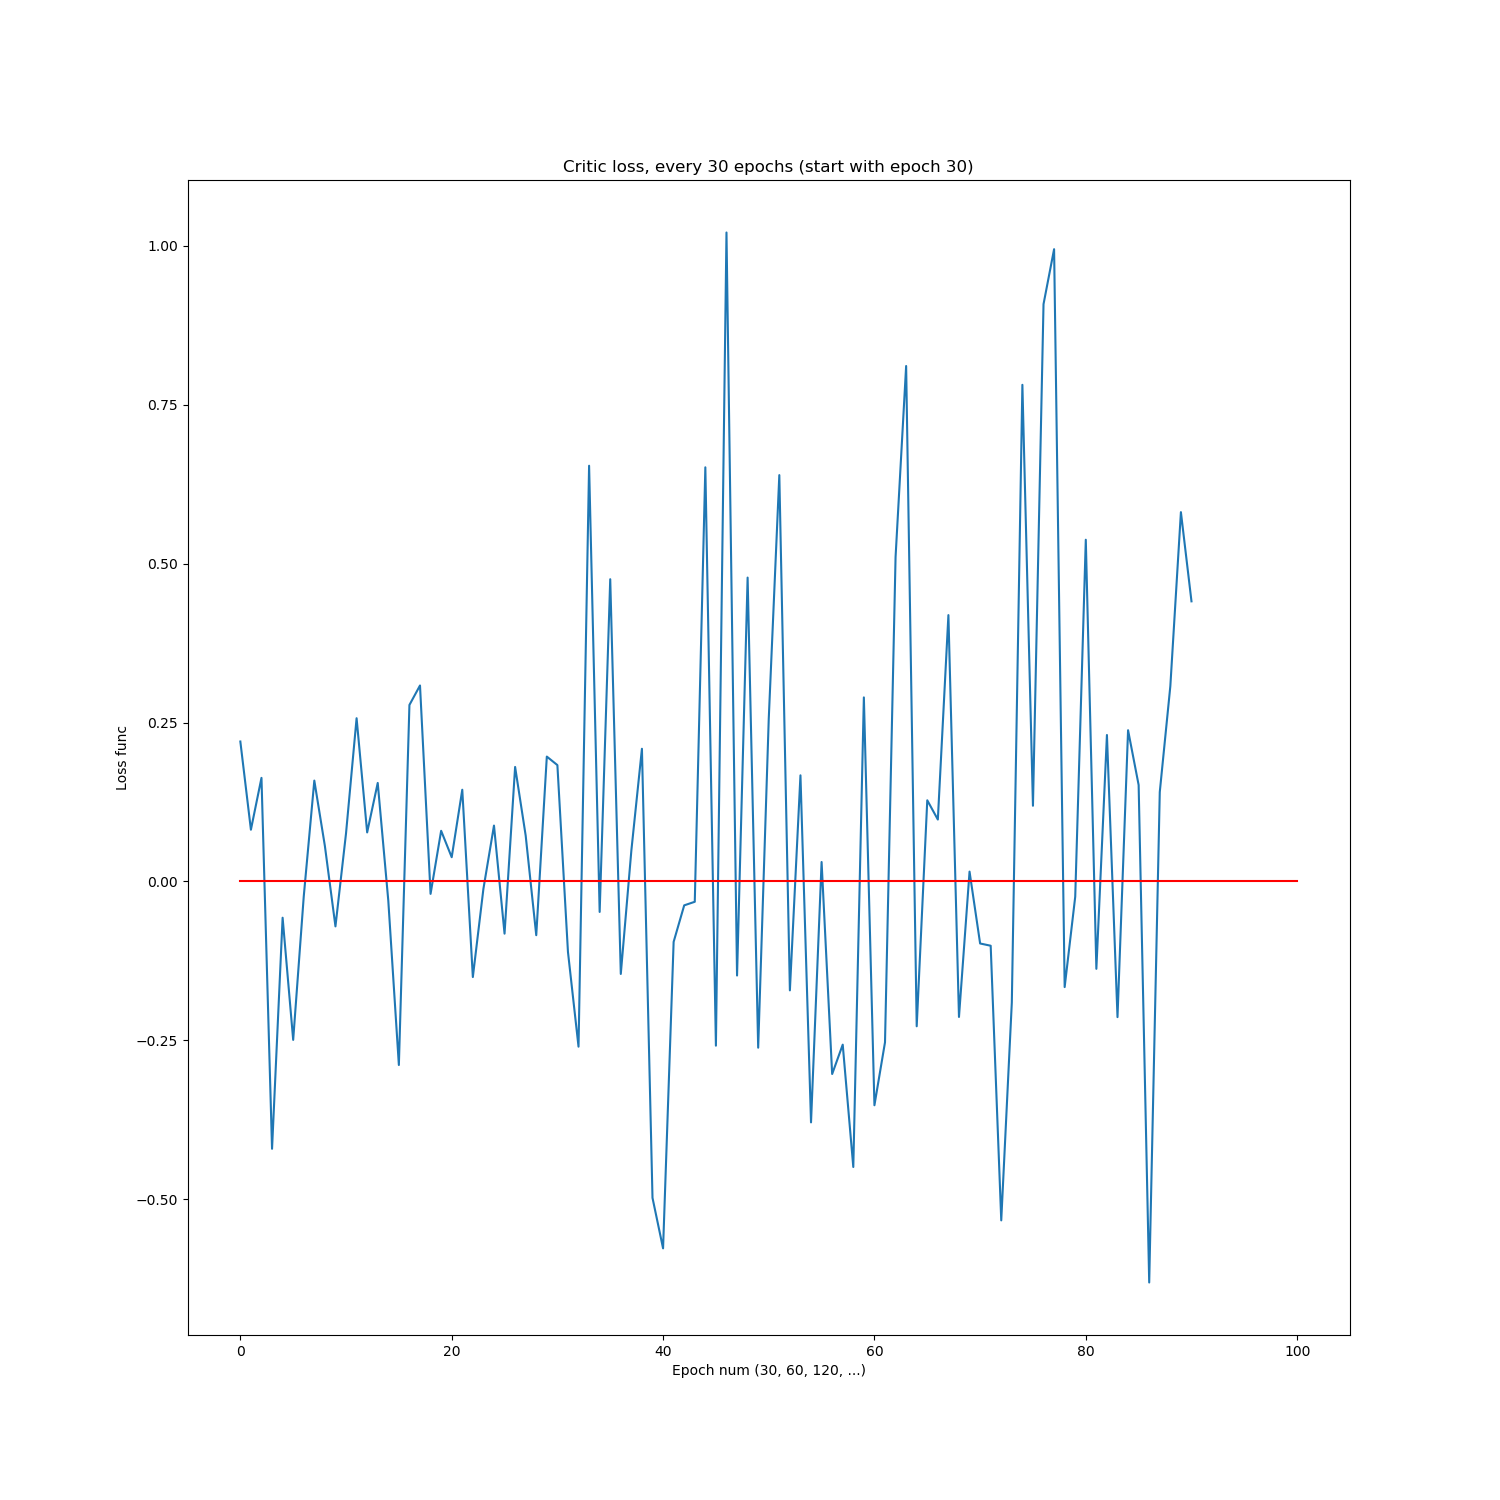 Critic loss, every 30 epochs (start with epoch 30)
1.00
0.75
0.50
0.25
0.00
−0.25
−0.50
Loss func
0 20 40 60 80 100
Epoch num (30, 60, 120, ...)